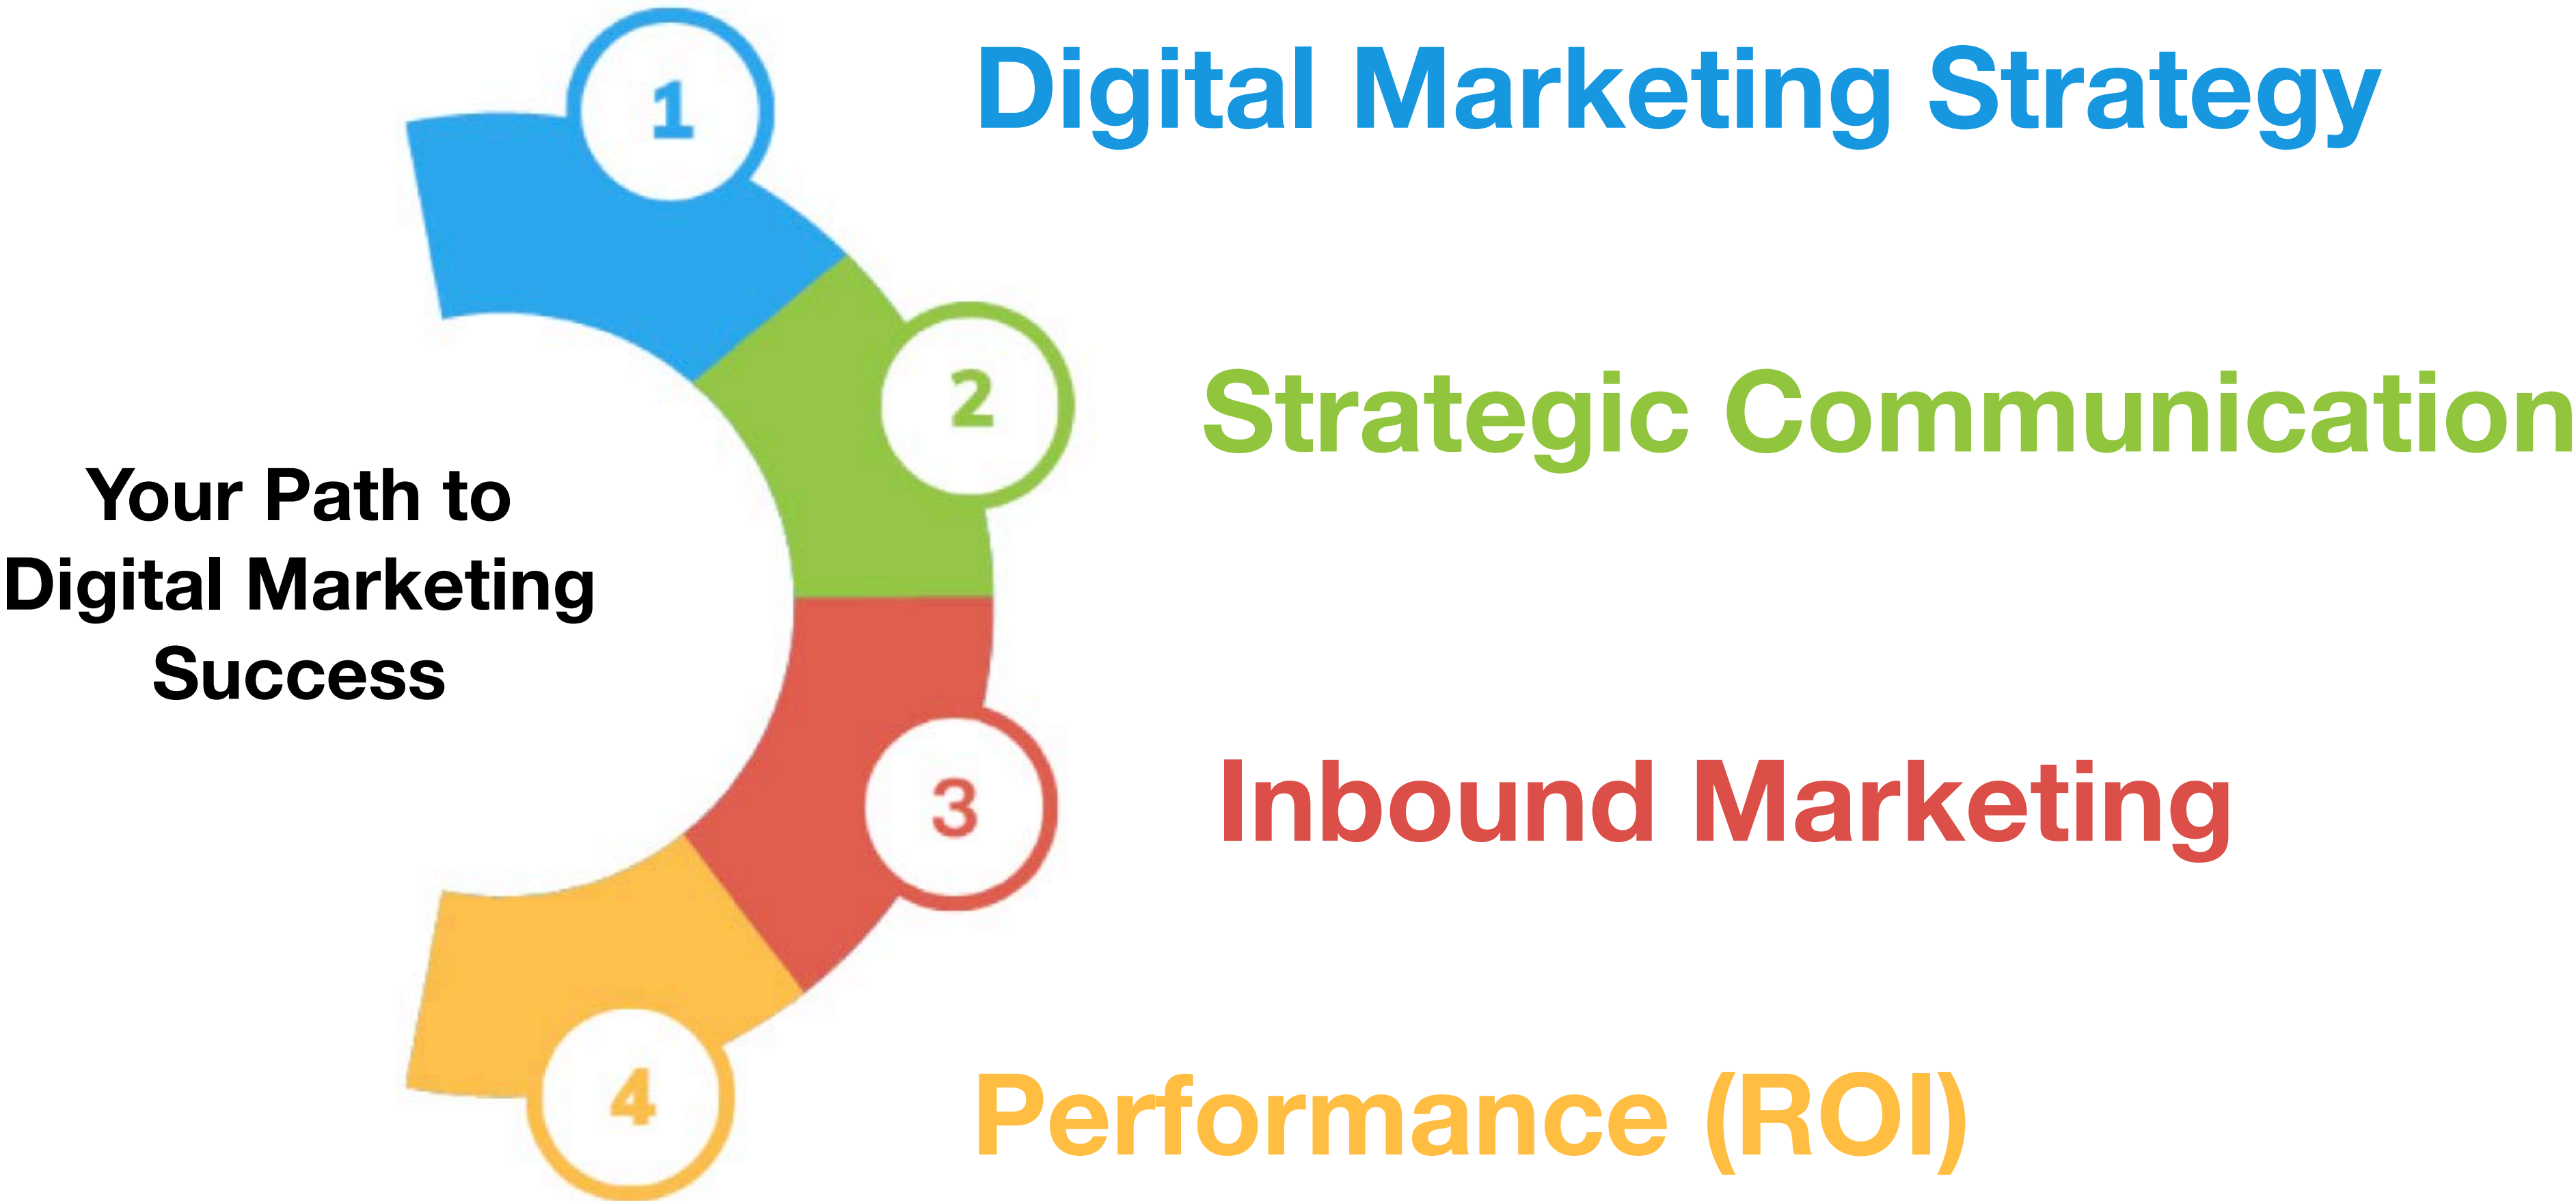 1
Digital Marketing Strategy
2
Strategic Communication
Your Path to
Digital Marketing
Success
3
Inbound Marketing
4
Performance (ROI)